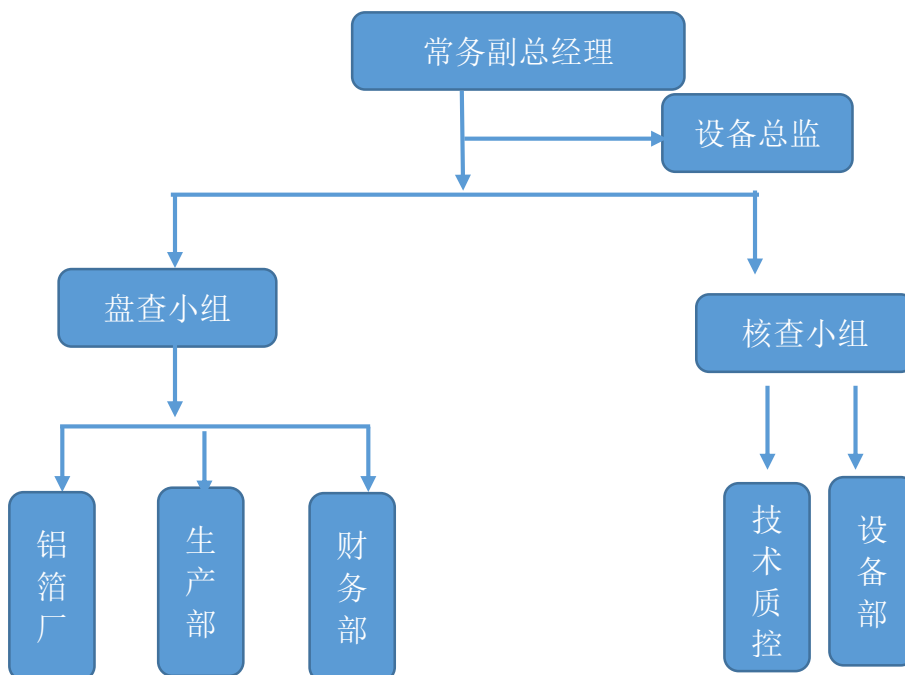 常务副总经理
设备总监
盘查小组
核查小组
铝箔厂
生产部
财务部
技术质控
设备部